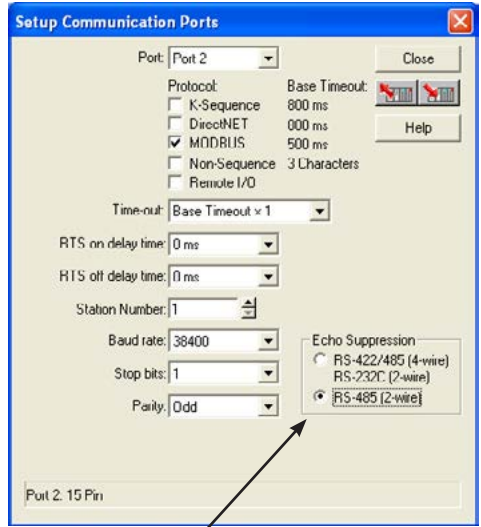 Setup Communication Ports
Port: Port 2
Close
Protocol: Base Timeout:
K-Sequence 800 ms
DirectNET 000 ms
Help
MODBUS 500 ms
Non-Sequence 3 Characters
Remote I/O
Time-out: Base Timeout × 1
RTS on delay time: 0 ms
RTS off delay time: 0 ms
Station Number: 1
Baud rate: 38400
Echo Suppression
RS-422/485 (4-wire)
RS-232C (2-wire)
Stop bits: 1
RS-485 (2-wire)
Parity: Odd
Port 2. 15 Pin